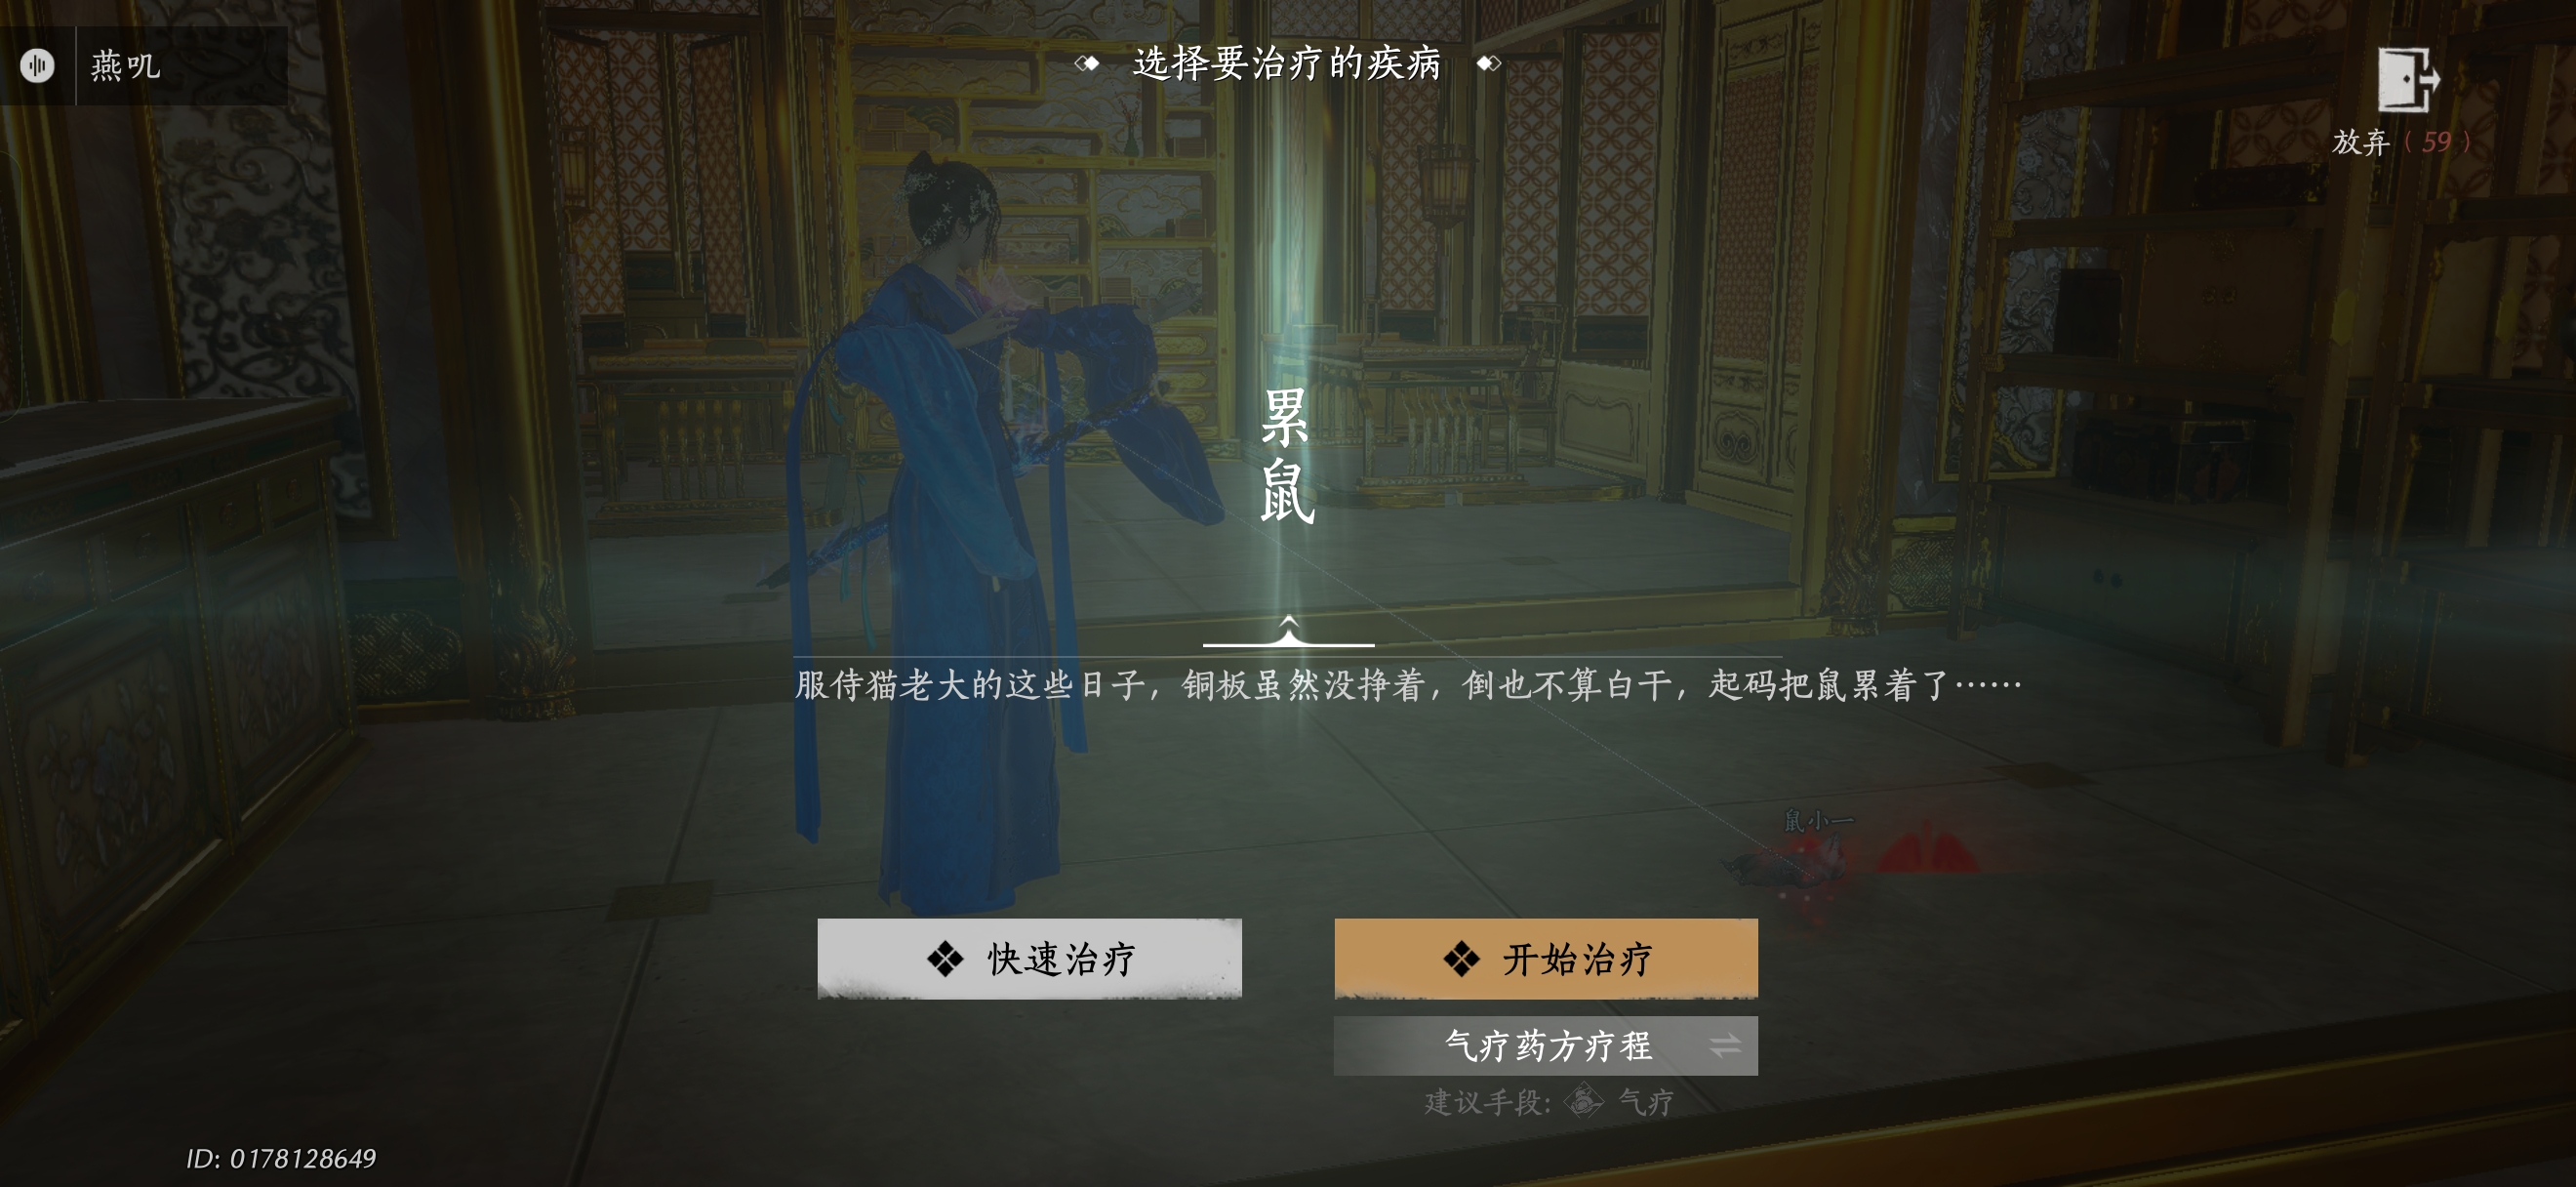 燕叽
选择要治疗的疾病
放弃（59）
累鼠
服侍猫老大的这些日子，铜板虽然没挣着，倒也不算白干，起码把鼠累着了……
鼠小一
快速治疗
开始治疗
气疗药方疗程
建议手段: 气疗
ID: 0178128649